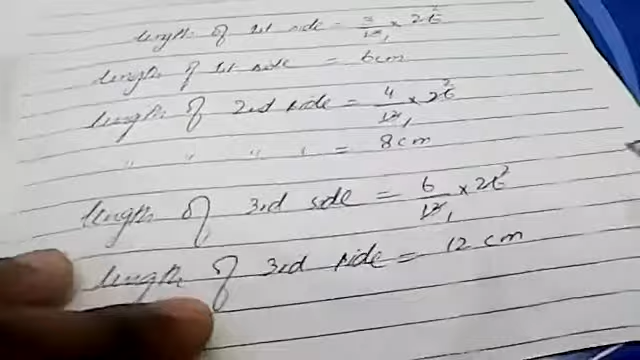 length of 1st side = 3/13 × 26
length of 1st side = 6cm
length of 2nd side = 4/13 × 26
" " " " = 8cm
length of 3rd side = 6/13 × 26
length of 3rd side = 12 cm